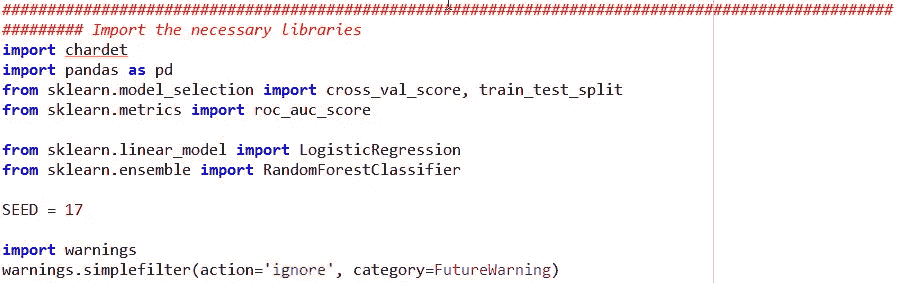 ####################################################################################################
######### Import the necessary libraries
import chardet
import pandas as pd
from sklearn.model_selection import cross_val_score, train_test_split
from sklearn.metrics import roc_auc_score
from sklearn.linear_model import LogisticRegression
from sklearn.ensemble import RandomForestClassifier
SEED = 17
import warnings
warnings.simplefilter(action='ignore', category=FutureWarning)